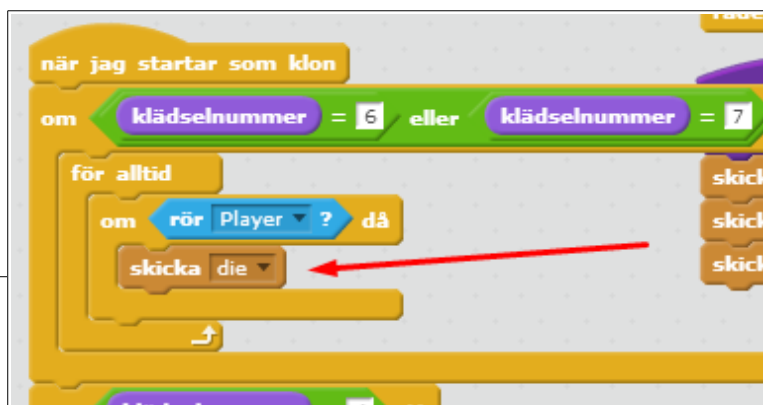 när jag startar som klon
om klädselnummer = 6 eller klädselnummer = 7
för alltid
om rör Player ? då
skicka die